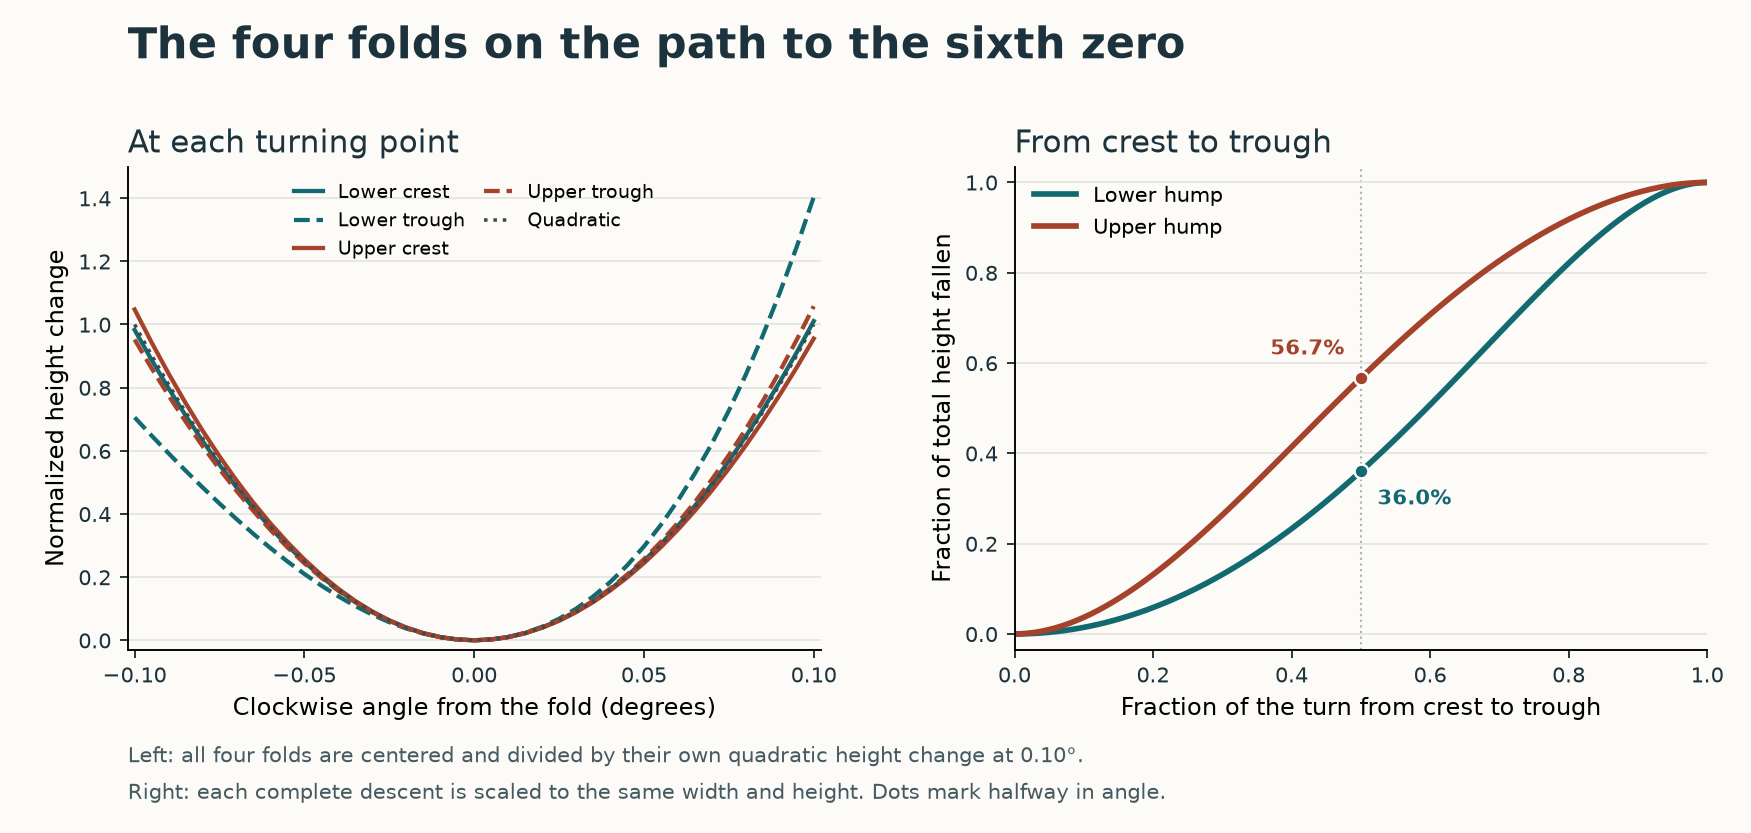 The four folds on the path to the sixth zero
At each turning point
Normalized height change
1.4
1.2
1.0
0.8
0.6
0.4
0.2
0.0
Lower crest
Lower trough
Upper crest
Upper trough
Quadratic
−0.10 −0.05 0.00 0.05 0.10
Clockwise angle from the fold (degrees)
From crest to trough
Fraction of total height fallen
1.0
0.8
0.6
0.4
0.2
0.0
Lower hump
Upper hump
56.7%
36.0%
0.0 0.2 0.4 0.6 0.8 1.0
Fraction of the turn from crest to trough
Left: all four folds are centered and divided by their own quadratic height change at 0.10°.
Right: each complete descent is scaled to the same width and height. Dots mark halfway in angle.